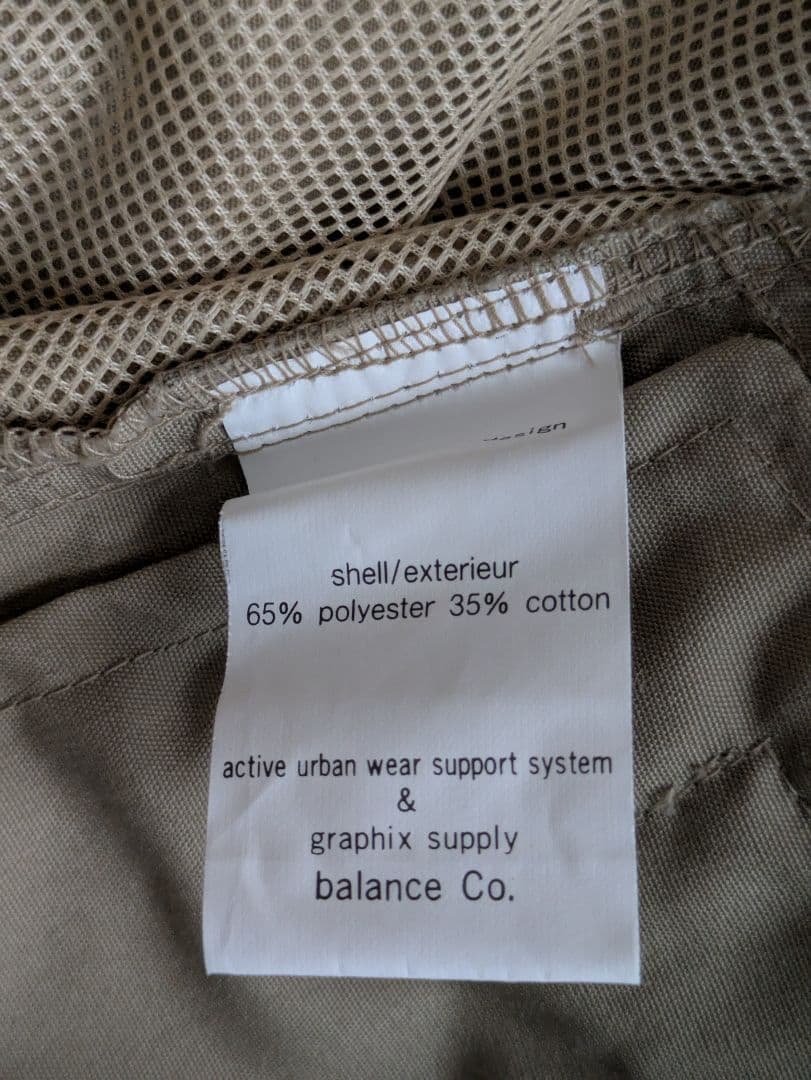 shell/exterieur
65% polyester 35% cotton
active urban wear support system
&
graphix supply
balance Co.